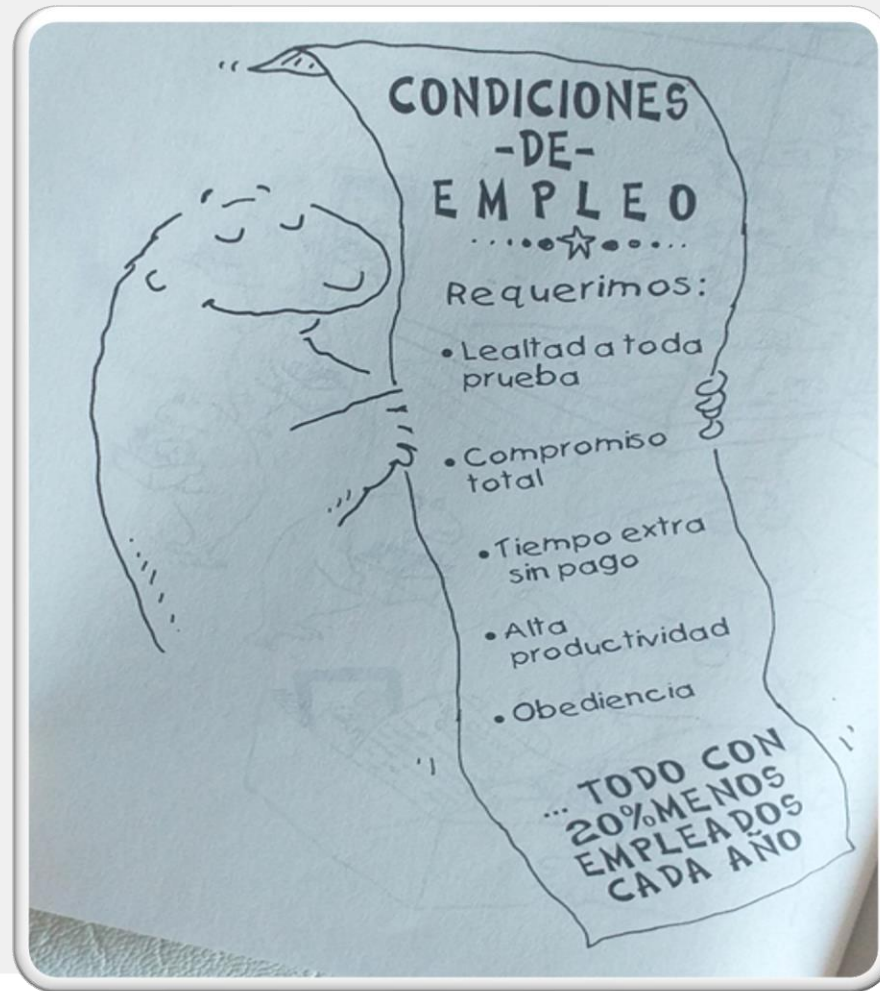 CONDICIONES
-DE-
EMPLEO
Requerimos:
• Lealtad a toda
prueba
• Compromiso
total
• Tiempo extra
sin pago
• Alta
productividad
• Obediencia
... TODO CON
20% MENOS
EMPLEADOS
CADA AÑO